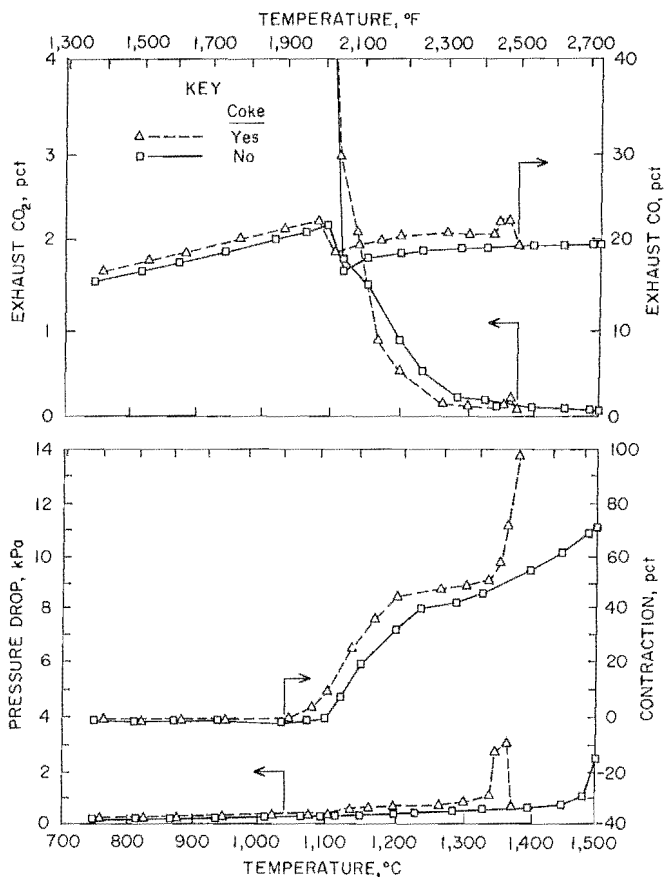 TEMPERATURE, °F
1,300 1,500 1,700 1,900 2,100 2,300 2,500 2,700
4 40
KEY
Coke
Yes
No
3 30
2 20
1 10
0 0
EXHAUST CO₂, pct
EXHAUST CO, pct
14 100
12 80
10 60
8 40
6 20
4 0
2 -20
0 -40
PRESSURE DROP, kPa
CONTRACTION, pct
700 800 900 1,000 1,100 1,200 1,300 1,400 1,500
TEMPERATURE, °C